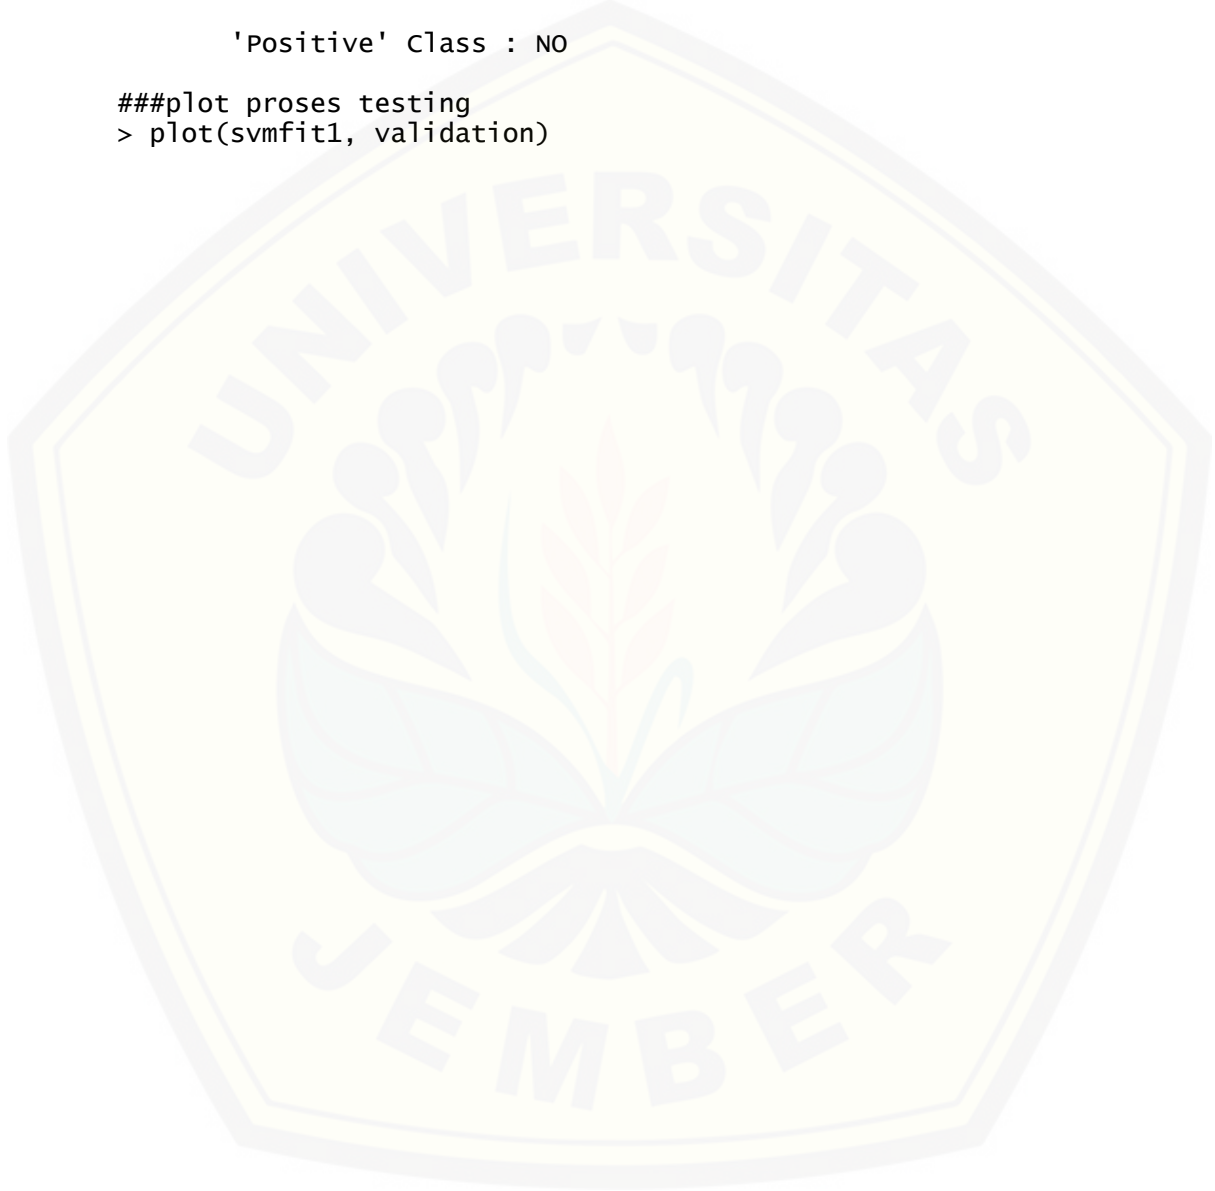 'Positive' Class : NO
###plot proses testing
> plot(svmfit1, validation)
UNIVERSITAS
JEMBER